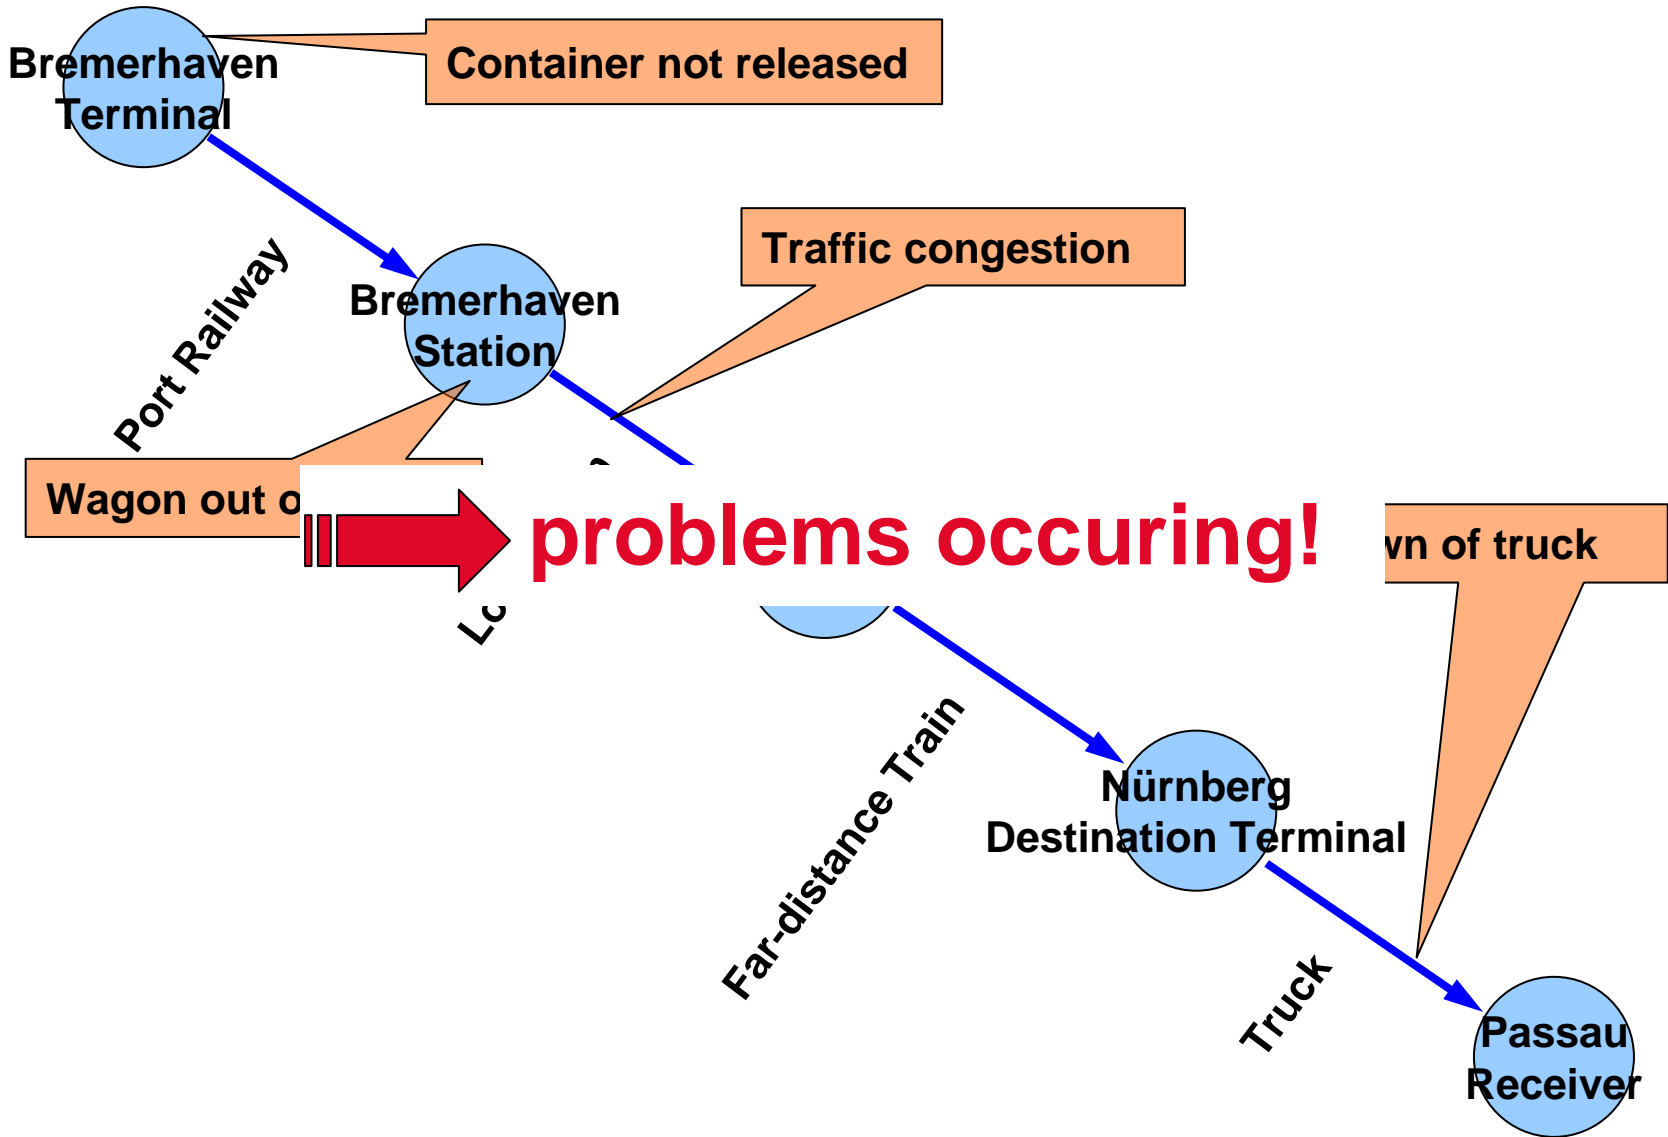 Bremerhaven
Terminal
Container not released
Port Railway
Bremerhaven
Station
Traffic congestion
Wagon out
problems occuring!
of truck
Far-distance Train
Nürnberg
Destination Terminal
Truck
Passau
Receiver